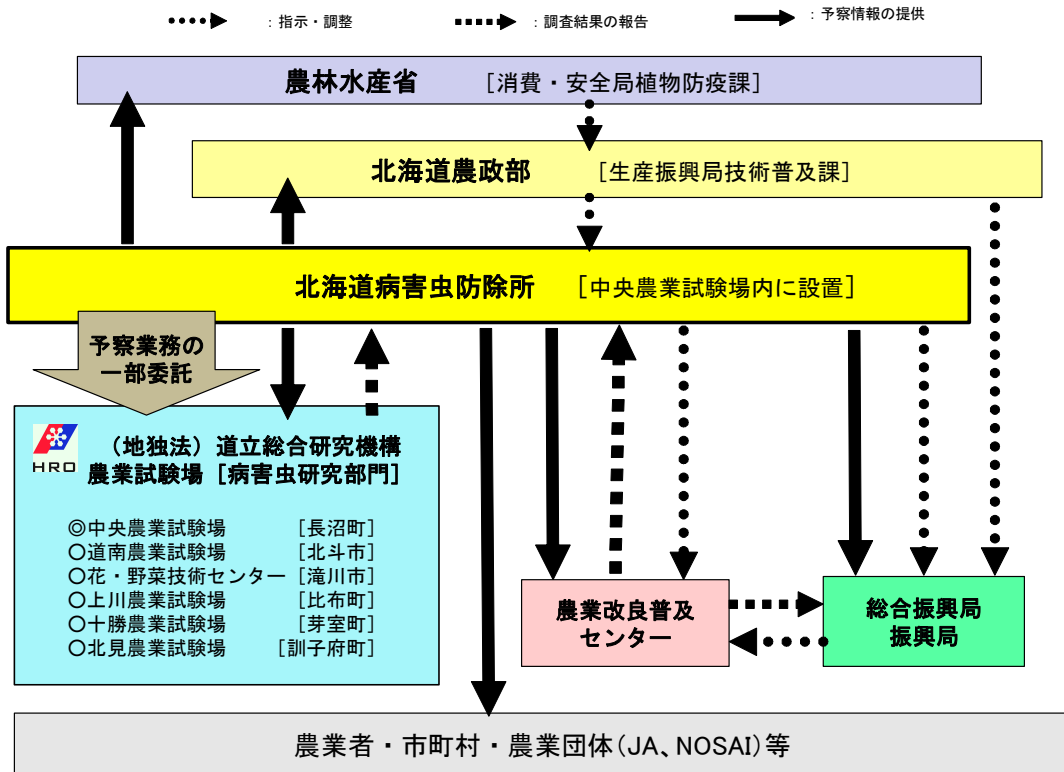 ：指示・調整
：調査結果の報告
：予察情報の提供
農林水産省 ［消費・安全局植物防疫課］
北海道農政部 ［生産振興局技術普及課］
北海道病害虫防除所 ［中央農業試験場内に設置］
予察業務の
一部委託
HRO
（地独法）道立総合研究機構
農業試験場［病害虫研究部門］
◎中央農業試験場 ［長沼町］
○道南農業試験場 ［北斗市］
○花・野菜技術センター ［滝川市］
○上川農業試験場 ［比布町］
○十勝農業試験場 ［芽室町］
○北見農業試験場 ［訓子府町］
農業改良普及
センター
総合振興局
振興局
農業者・市町村・農業団体（JA、NOSAI）等